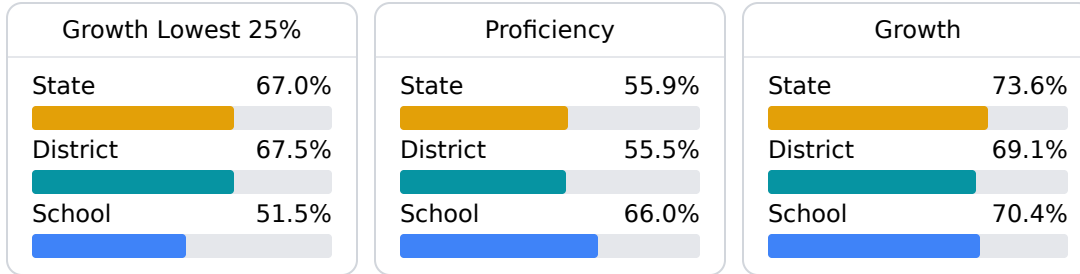 Growth Lowest 25%
State 67.0%
District 67.5%
School 51.5%
Proficiency
State 55.9%
District 55.5%
School 66.0%
Growth
State 73.6%
District 69.1%
School 70.4%